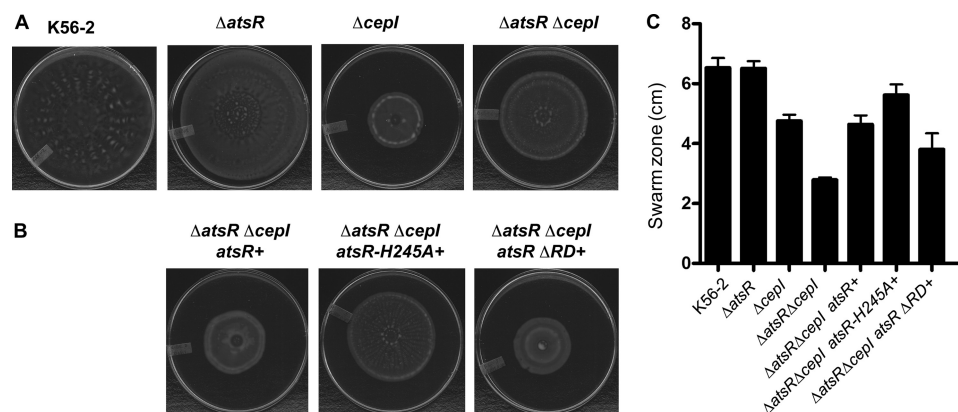 A
K56-2
ΔatsR
ΔcepI
ΔatsR ΔcepI
B
ΔatsR ΔcepI
atsR+
ΔatsR ΔcepI
atsR-H245A+
ΔatsR ΔcepI
atsR ΔRD+
C
Swarm zone (cm)
8
6
4
2
0
K56-2
ΔatsR
ΔcepI
ΔatsRΔcepI
ΔatsRΔcepI atsR+
ΔatsRΔcepI atsR-H245A+
ΔatsRΔcepI atsR ΔRD+